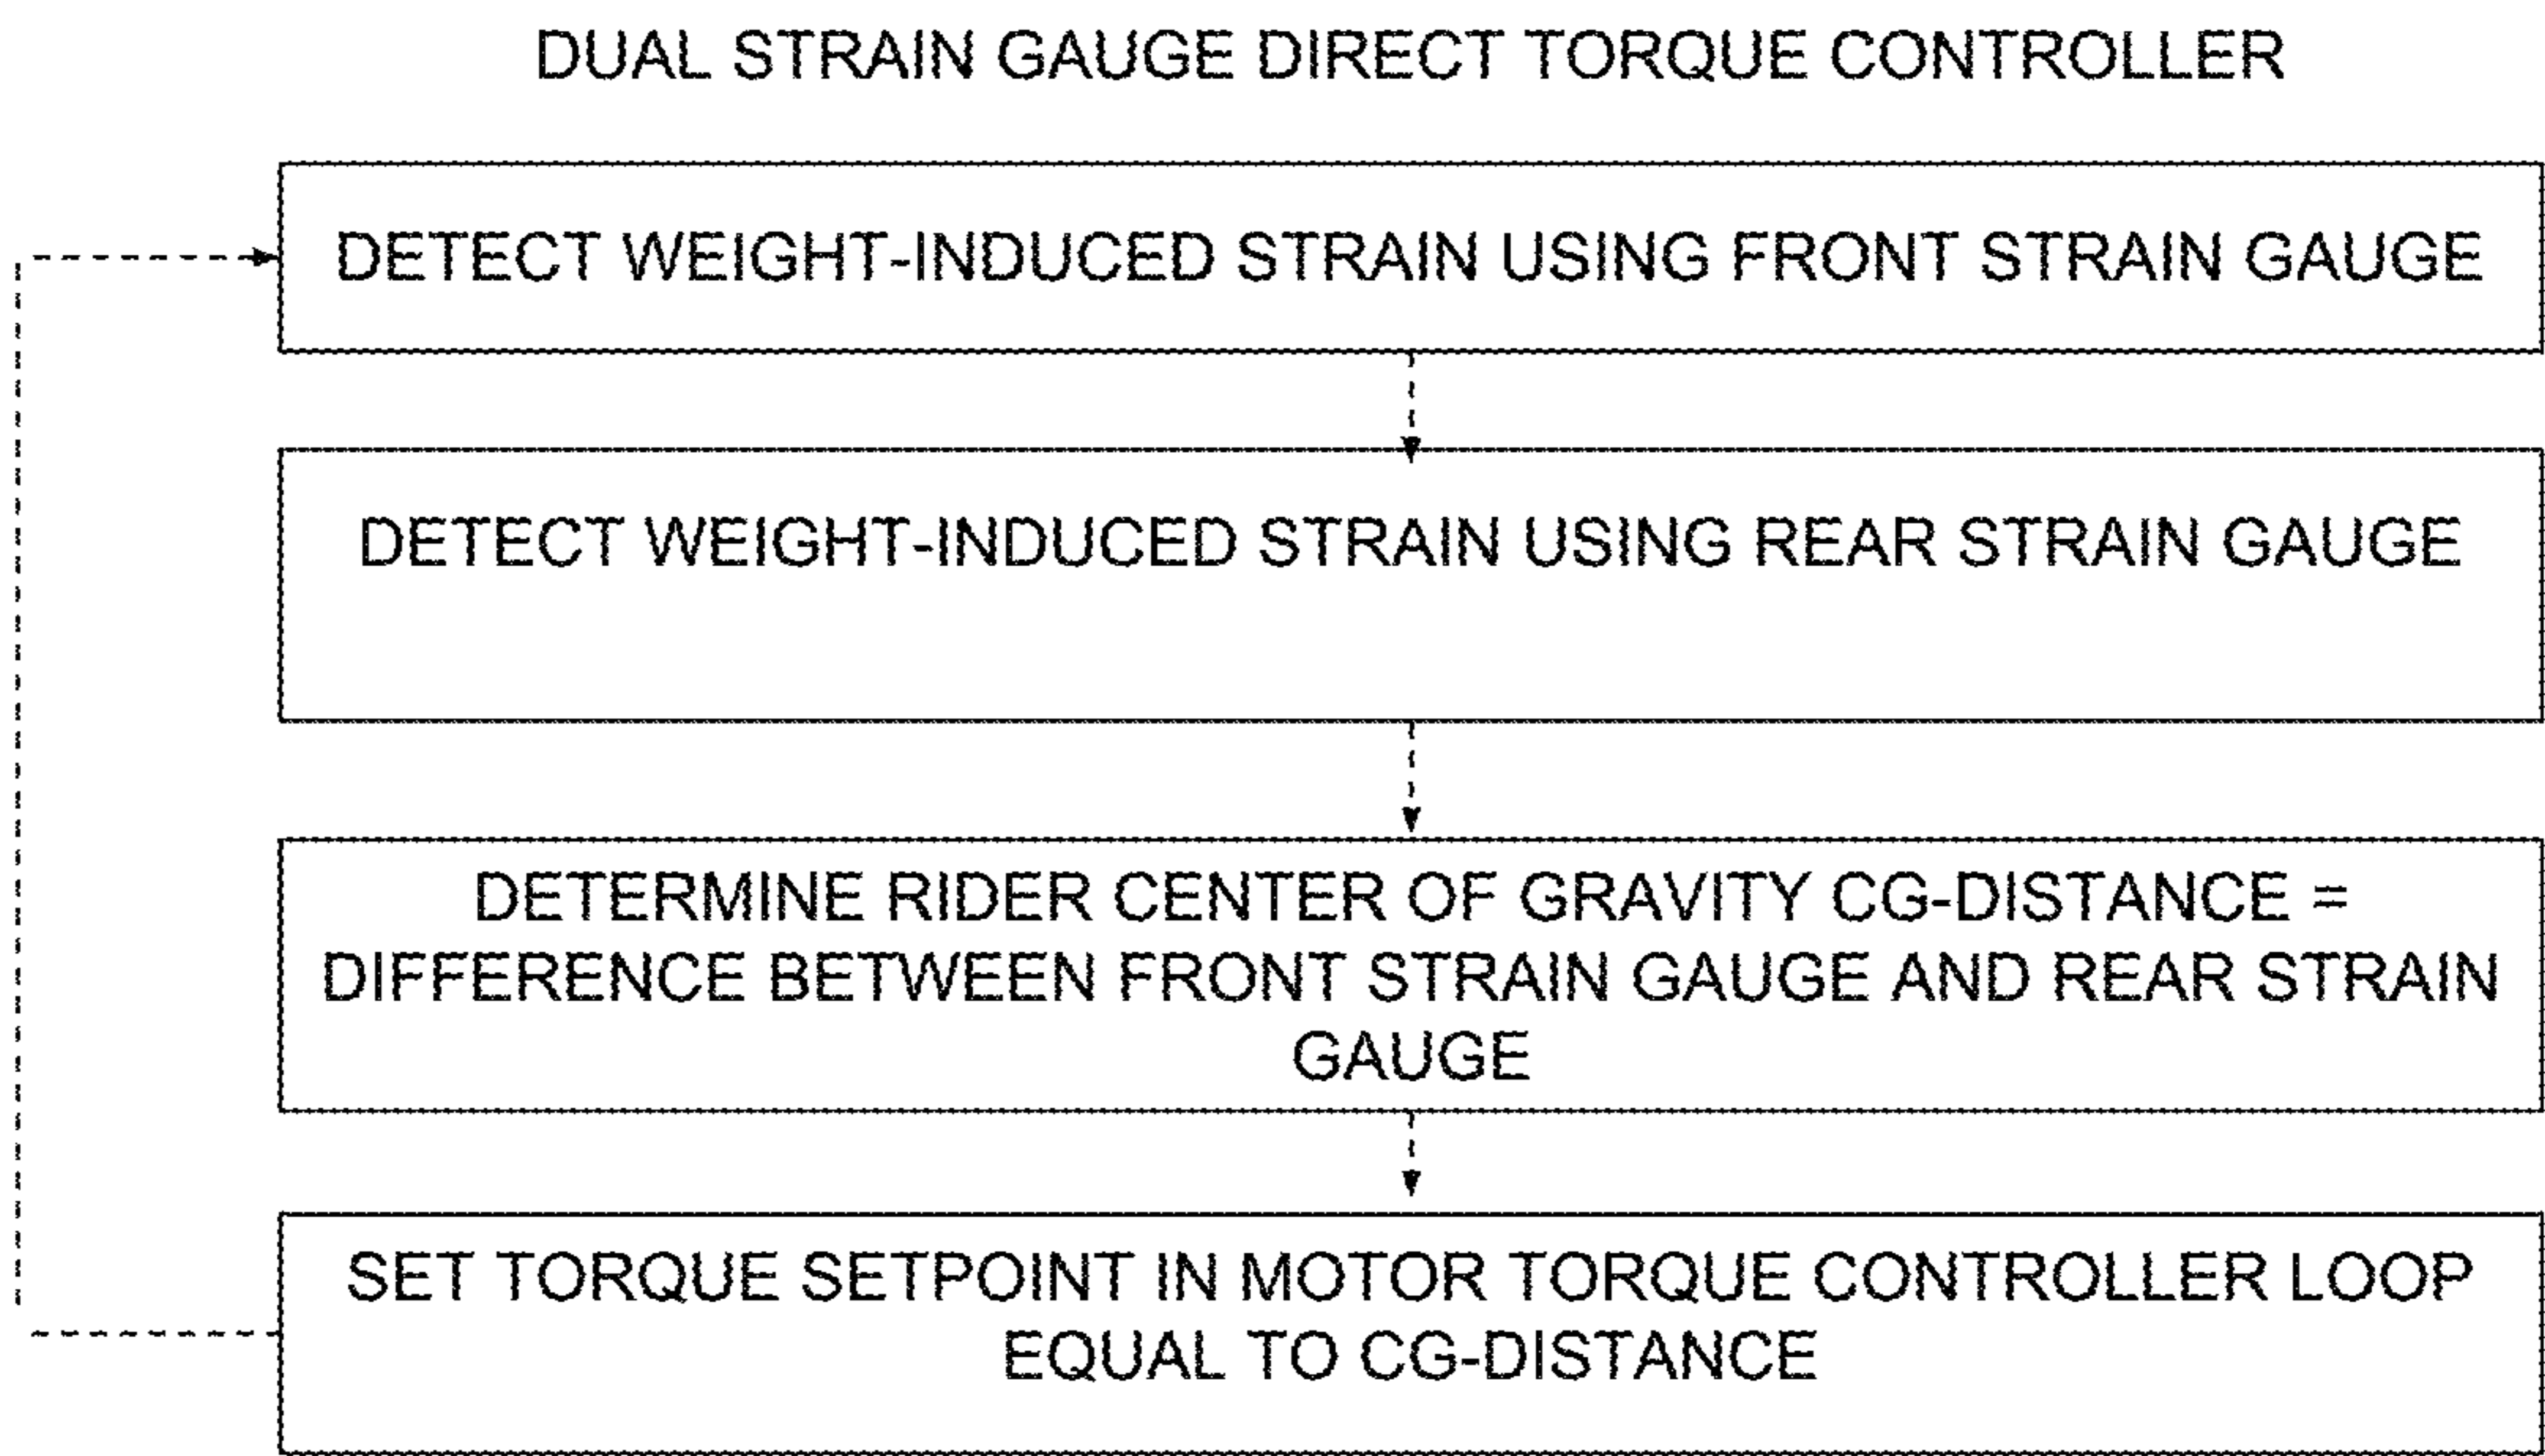 DUAL STRAIN GAUGE DIRECT TORQUE CONTROLLER
DETECT WEIGHT-INDUCED STRAIN USING FRONT STRAIN GAUGE
DETECT WEIGHT-INDUCED STRAIN USING REAR STRAIN GAUGE
DETERMINE RIDER CENTER OF GRAVITY CG-DISTANCE =
DIFFERENCE BETWEEN FRONT STRAIN GAUGE AND REAR STRAIN
GAUGE
SET TORQUE SETPOINT IN MOTOR TORQUE CONTROLLER LOOP
EQUAL TO CG-DISTANCE